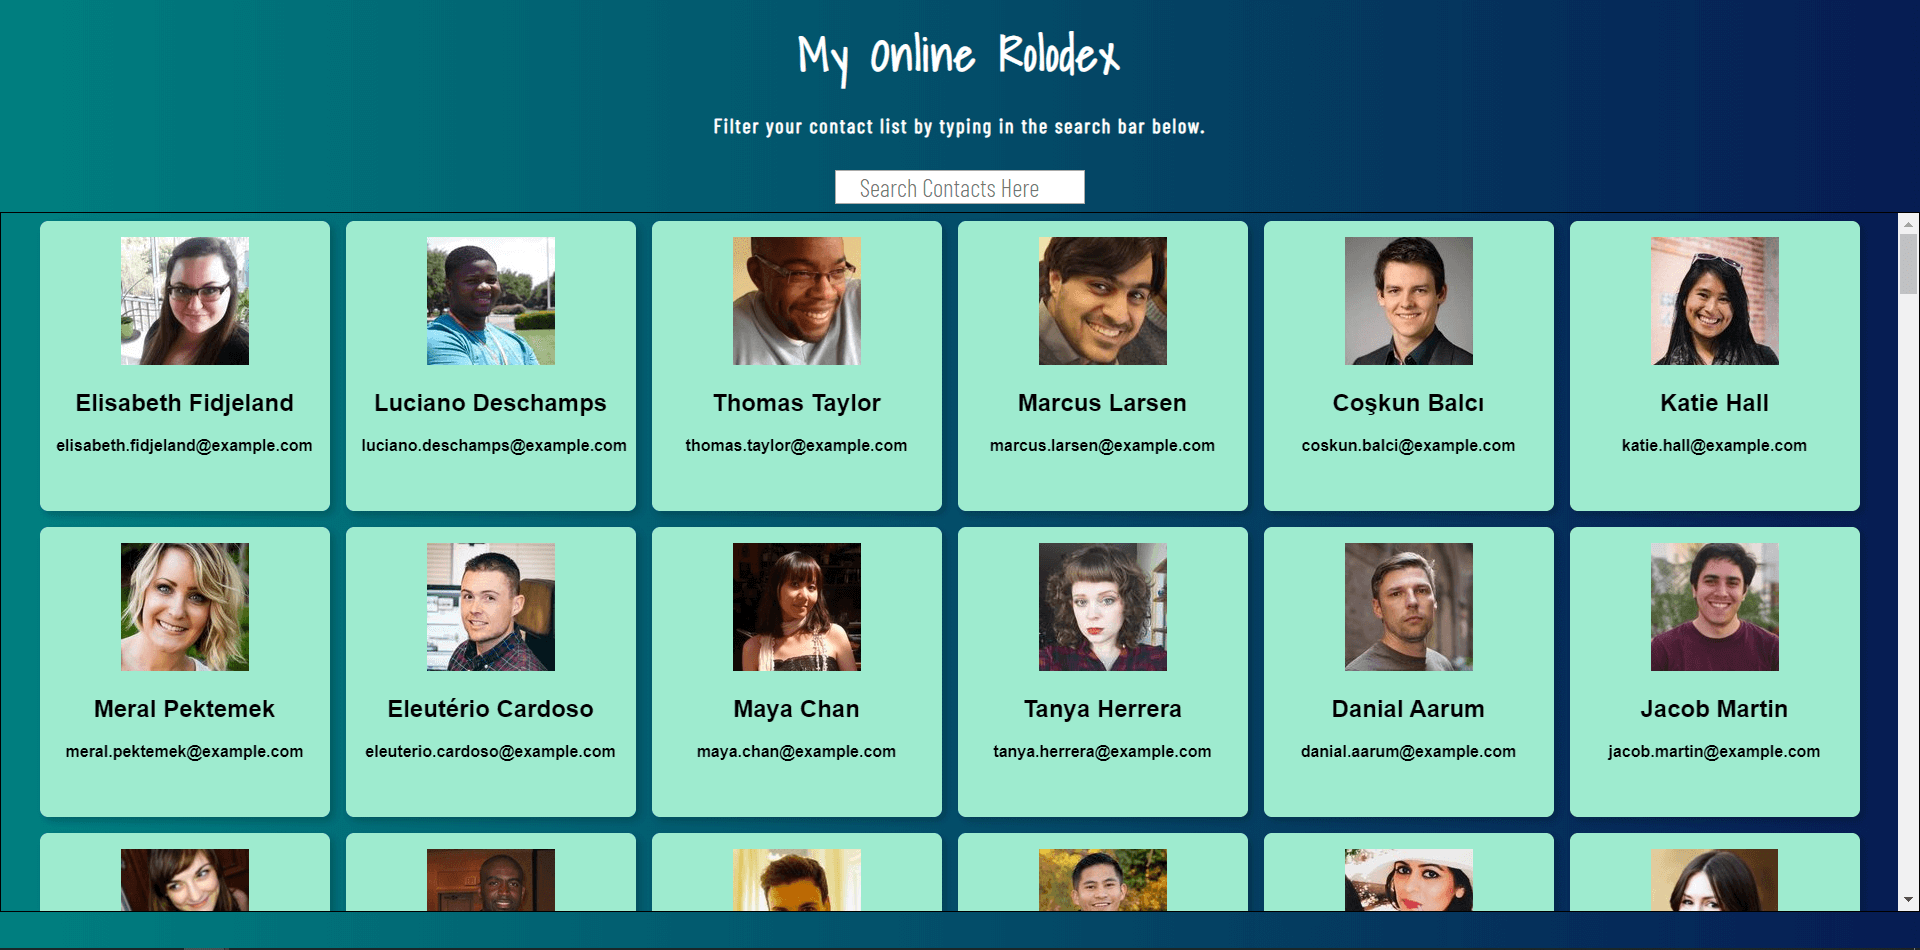 My Online Rolodex
Filter your contact list by typing in the search bar below.
Search Contacts Here
Elisabeth Fidjeland
elisabeth.fidjeland@example.com
Luciano Deschamps
luciano.deschamps@example.com
Thomas Taylor
thomas.taylor@example.com
Marcus Larsen
marcus.larsen@example.com
Coşkun Balcı
coskun.balci@example.com
Katie Hall
katie.hall@example.com
Meral Pektemek
meral.pektemek@example.com
Eleutério Cardoso
eleuterio.cardoso@example.com
Maya Chan
maya.chan@example.com
Tanya Herrera
tanya.herrera@example.com
Danial Aarum
danial.aarum@example.com
Jacob Martin
jacob.martin@example.com